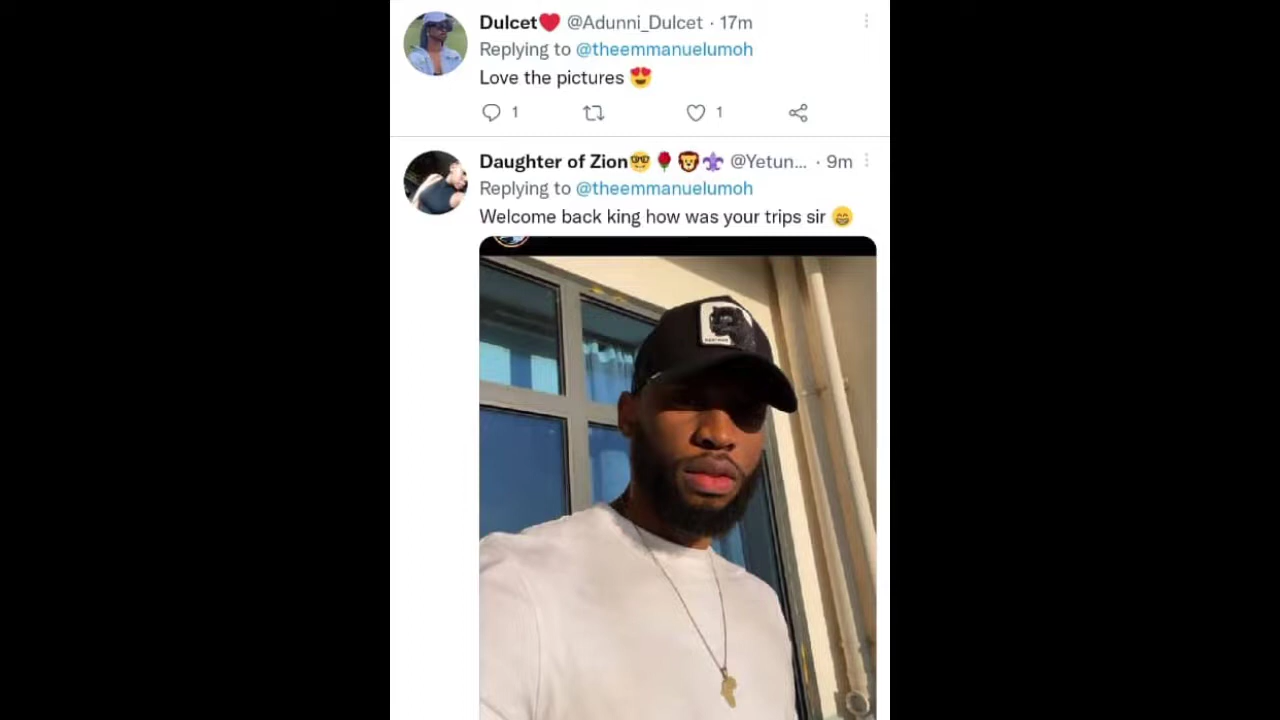 Dulcet❤️ @Adunni_Dulcet · 17m
Replying to @theemmanuelumoh
Love the pictures 😍
1 1
Daughter of Zion🤓🌹🦁⚜️ @Yetun... · 9m
Replying to @theemmanuelumoh
Welcome back king how was your trips sir 😁